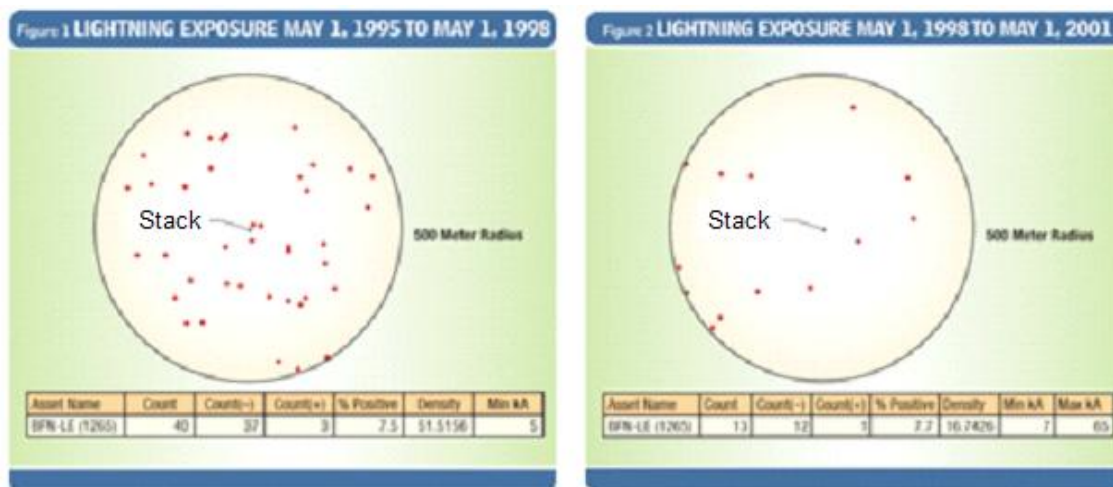 Figure 1 LIGHTNING EXPOSURE MAY 1, 1995 TO MAY 1, 1998
Stack
500 Meter Radius
Asset Name Count Count(-) Count(+) % Positive Density Min kA
BFN-LE (1265) 40 37 3 7.5 51.5156 5
Figure 2 LIGHTNING EXPOSURE MAY 1, 1998 TO MAY 1, 2001
Stack
500 Meter Radius
Asset Name Count Count(-) Count(+) % Positive Density Min kA Max kA
BFN-LE (1265) 13 12 1 7.7 16.7426 7 65